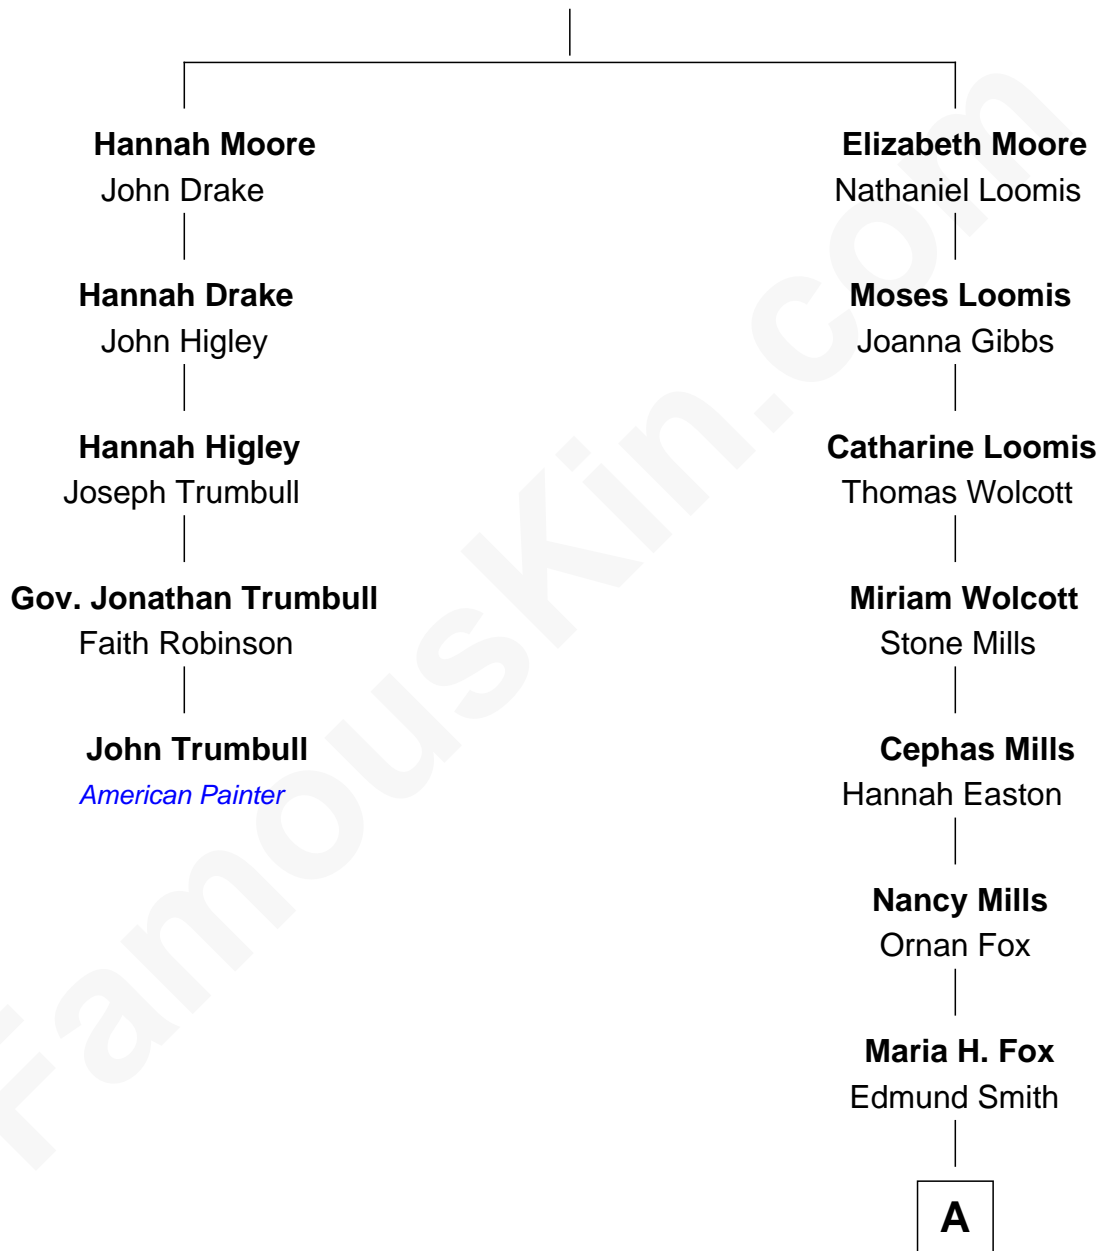 Hannah Moore
John Drake
Hannah Drake
John Higley
Hannah Higley
Joseph Trumbull
Gov. Jonathan Trumbull
Faith Robinson
John Trumbull
American Painter
Elizabeth Moore
Nathaniel Loomis
Moses Loomis
Joanna Gibbs
Catharine Loomis
Thomas Wolcott
Miriam Wolcott
Stone Mills
Cephas Mills
Hannah Easton
Nancy Mills
Ornan Fox
Maria H. Fox
Edmund Smith
A
FamousKin.com